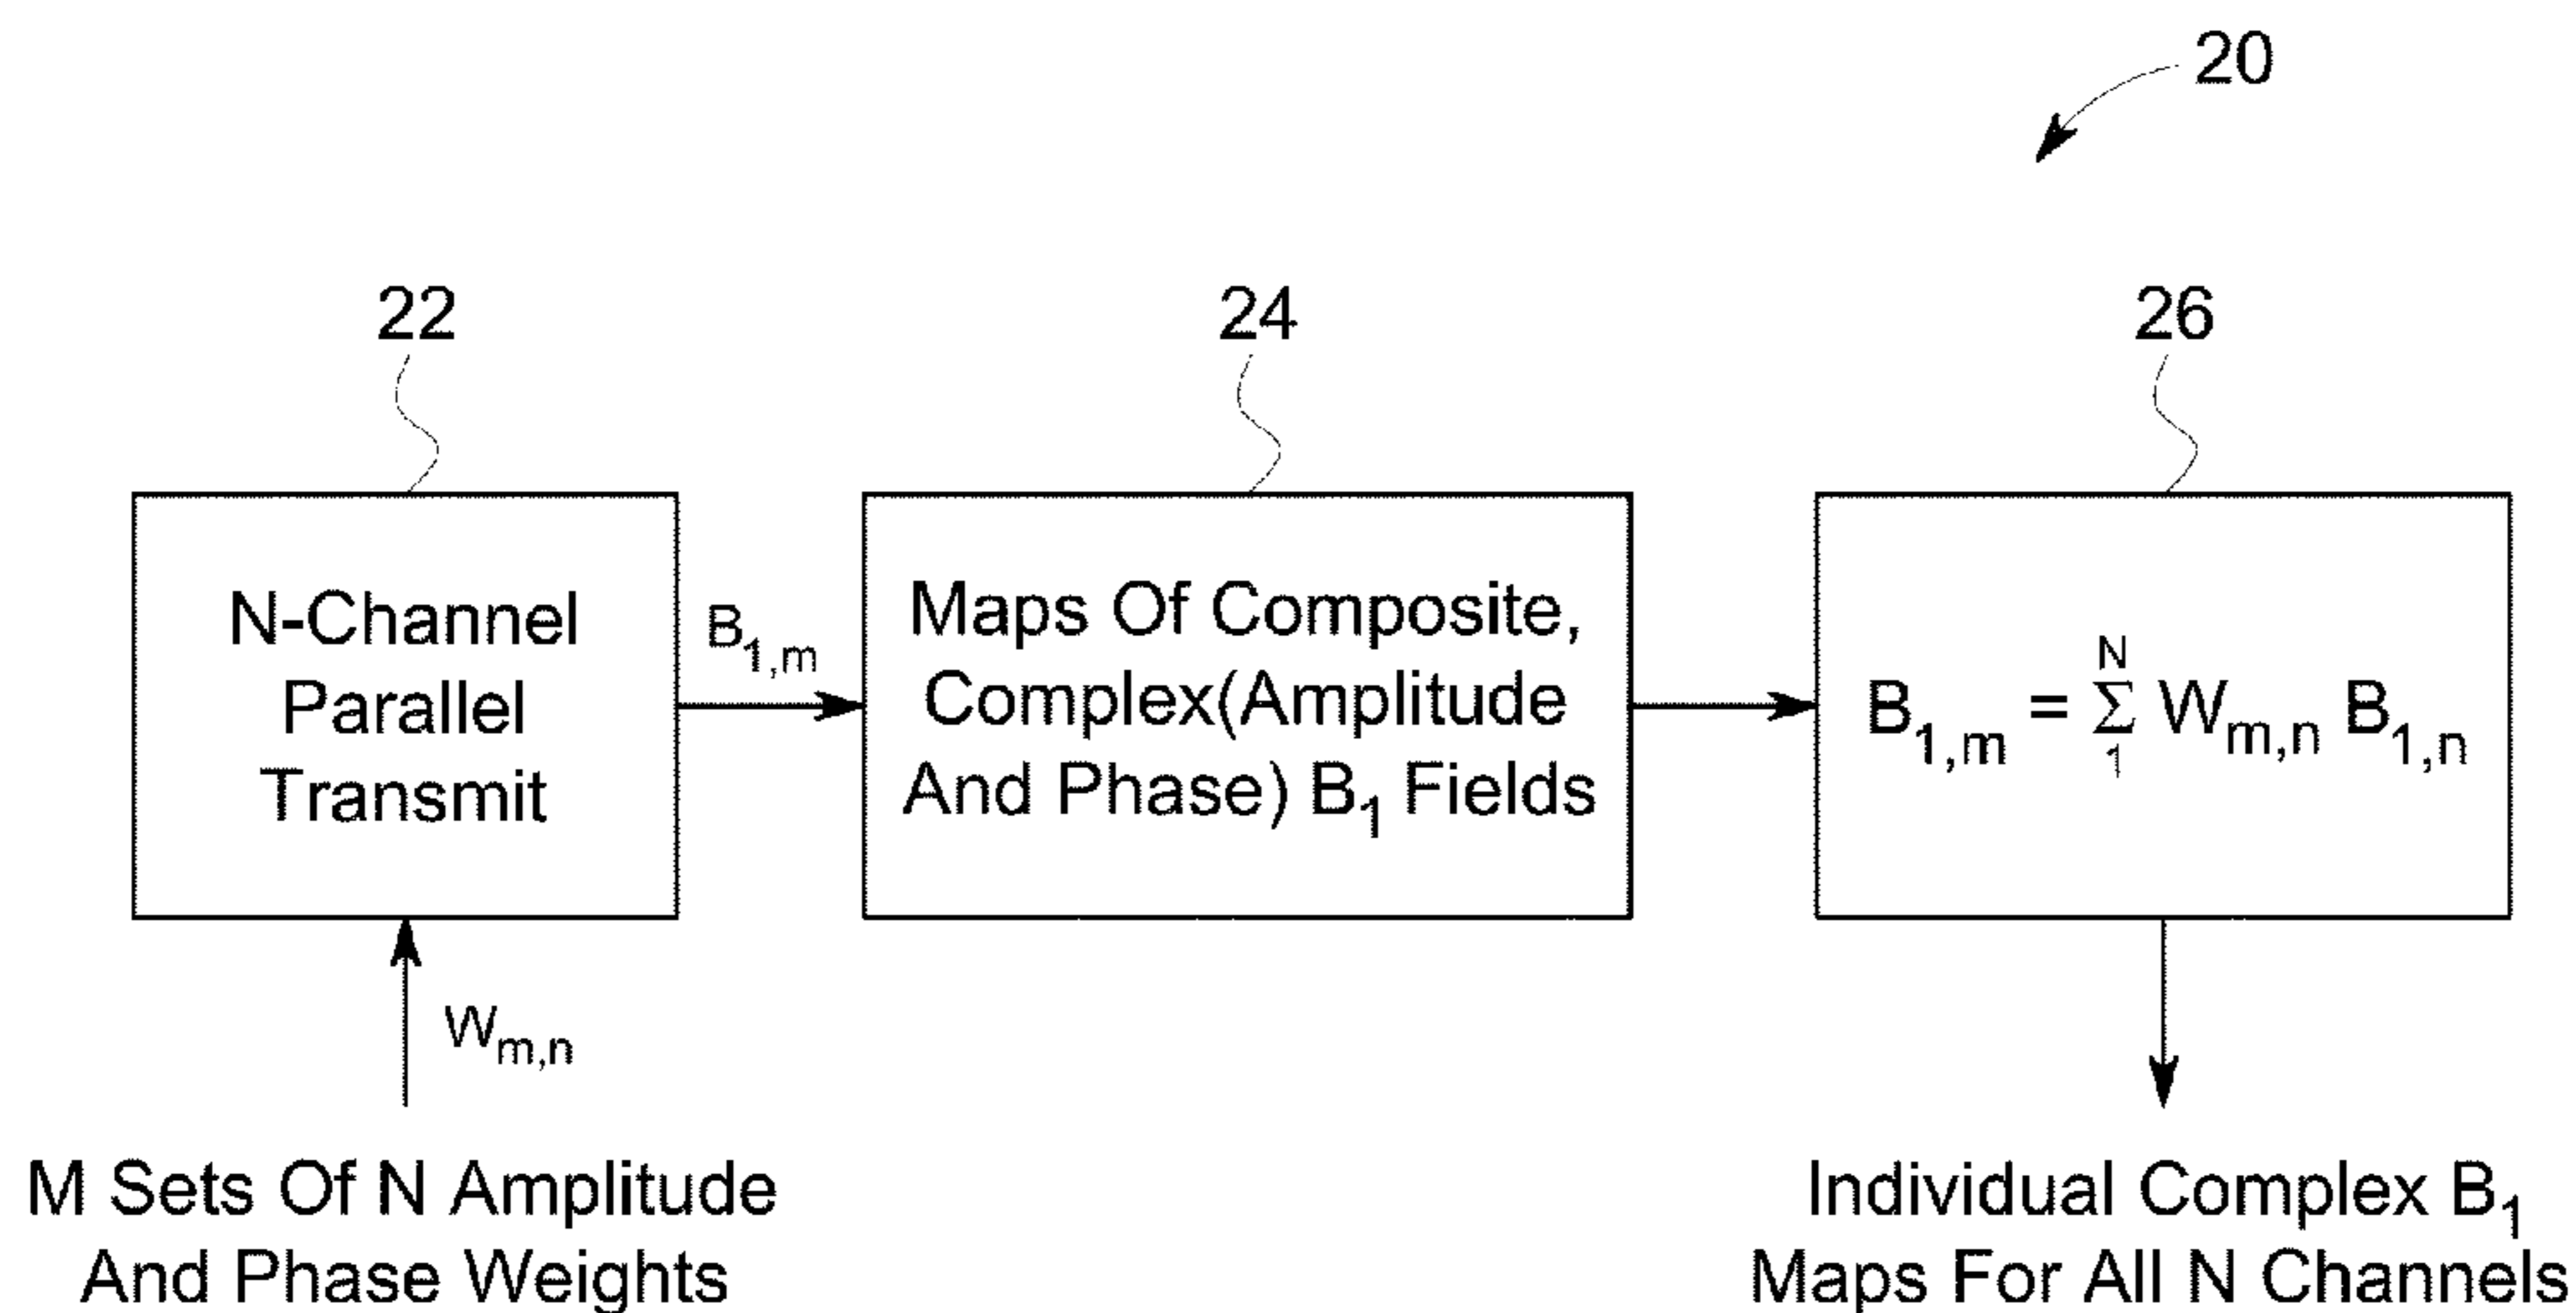 20
22
24
26
N-Channel
Parallel
Transmit
B1,m
Maps Of Composite,
Complex(Amplitude
And Phase) B1 Fields
N
B1,m = Σ Wm,n B1,n
1
Wm,n
M Sets Of N Amplitude
And Phase Weights
Individual Complex B1
Maps For All N Channels